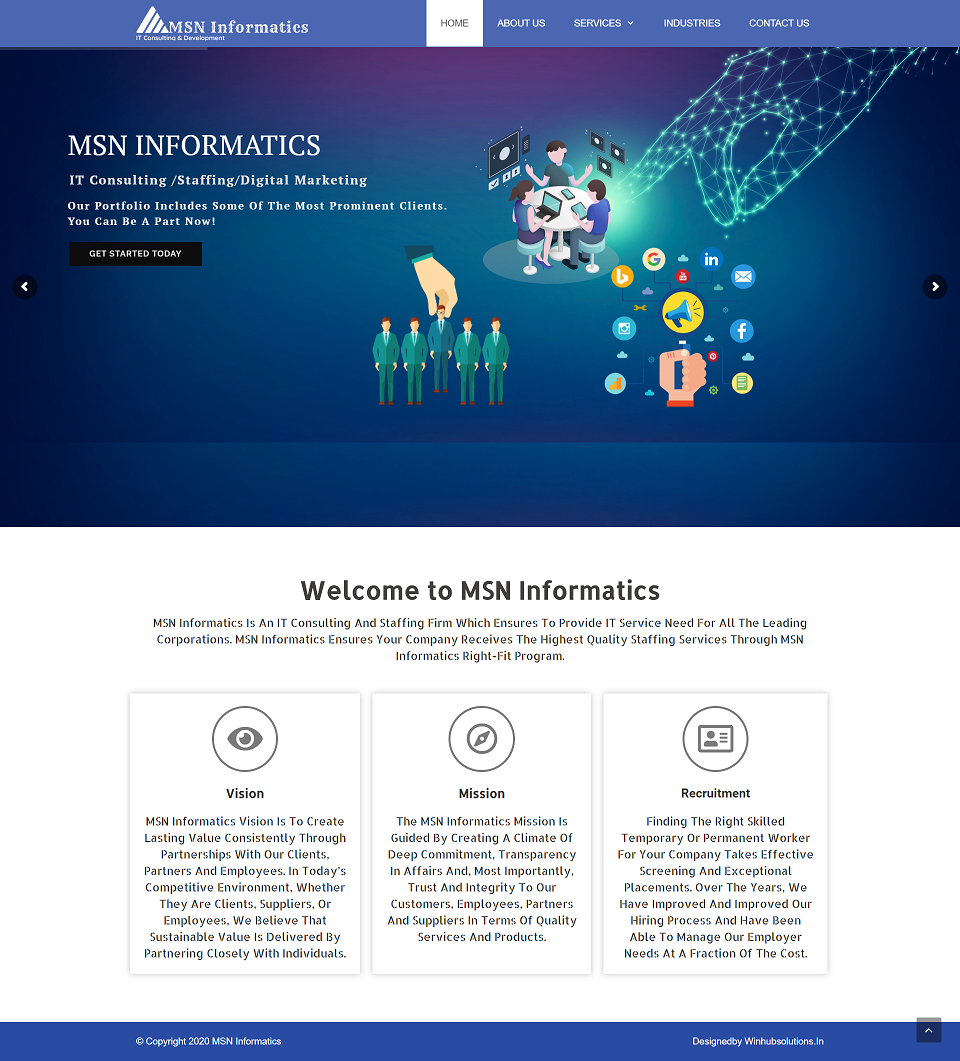 MSN Informatics
IT Consulting & Development
HOME
ABOUT US
SERVICES
INDUSTRIES
CONTACT US
MSN INFORMATICS
IT Consulting /Staffing/Digital Marketing
Our Portfolio Includes Some Of The Most Prominent Clients.
You Can Be A Part Now!
GET STARTED TODAY
Welcome to MSN Informatics
MSN Informatics Is An IT Consulting And Staffing Firm Which Ensures To Provide IT Service Need For All The Leading
Corporations. MSN Informatics Ensures Your Company Receives The Highest Quality Staffing Services Through MSN
Informatics Right-Fit Program.
Vision
MSN Informatics Vision Is To Create
Lasting Value Consistently Through
Partnerships With Our Clients,
Partners And Employees. In Today's
Competitive Environment, Whether
They Are Clients, Suppliers, Or
Employees, We Believe That
Sustainable Value Is Delivered By
Partnering Closely With Individuals.
Mission
The MSN Informatics Mission Is
Guided By Creating A Climate Of
Deep Commitment, Transparency
In Affairs And, Most Importantly,
Trust And Integrity To Our
Customers, Employees, Partners
And Suppliers In Terms Of Quality
Services And Products.
Recruitment
Finding The Right Skilled
Temporary Or Permanent Worker
For Your Company Takes Effective
Screening And Exceptional
Placements. Over The Years, We
Have Improved And Improved Our
Hiring Process And Have Been
Able To Manage Our Employer
Needs At A Fraction Of The Cost.
© Copyright 2020 MSN Informatics
Designedby Winhubsolutions.In